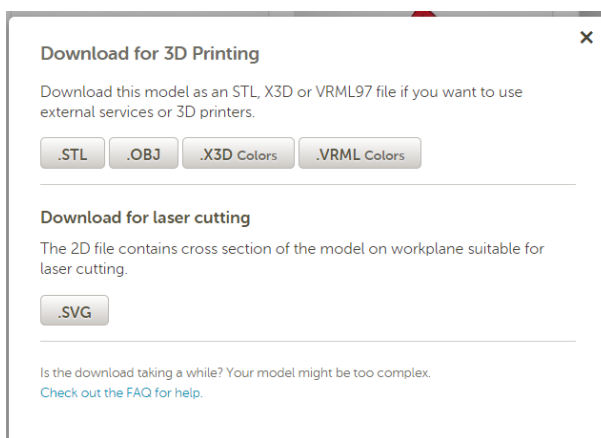 Download for 3D Printing
Download this model as an STL, X3D or VRML97 file if you want to use
external services or 3D printers.
.STL .OBJ .X3D Colors .VRML Colors
Download for laser cutting
The 2D file contains cross section of the model on workplane suitable for
laser cutting.
.SVG
Is the download taking a while? Your model might be too complex.
Check out the FAQ for help.